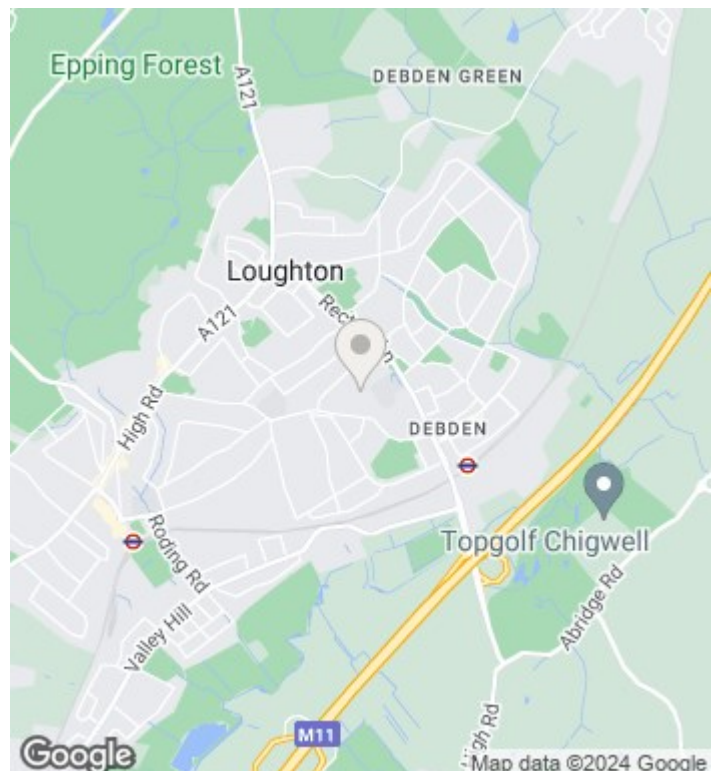 Epping Forest
A121
DEBDEN GREEN
Loughton
A121
High Rd
DEBDEN
Roding Rd
Topgolf Chigwell
Abridge Rd
Valley Hill
M11
Google
Map data ©2024 Google